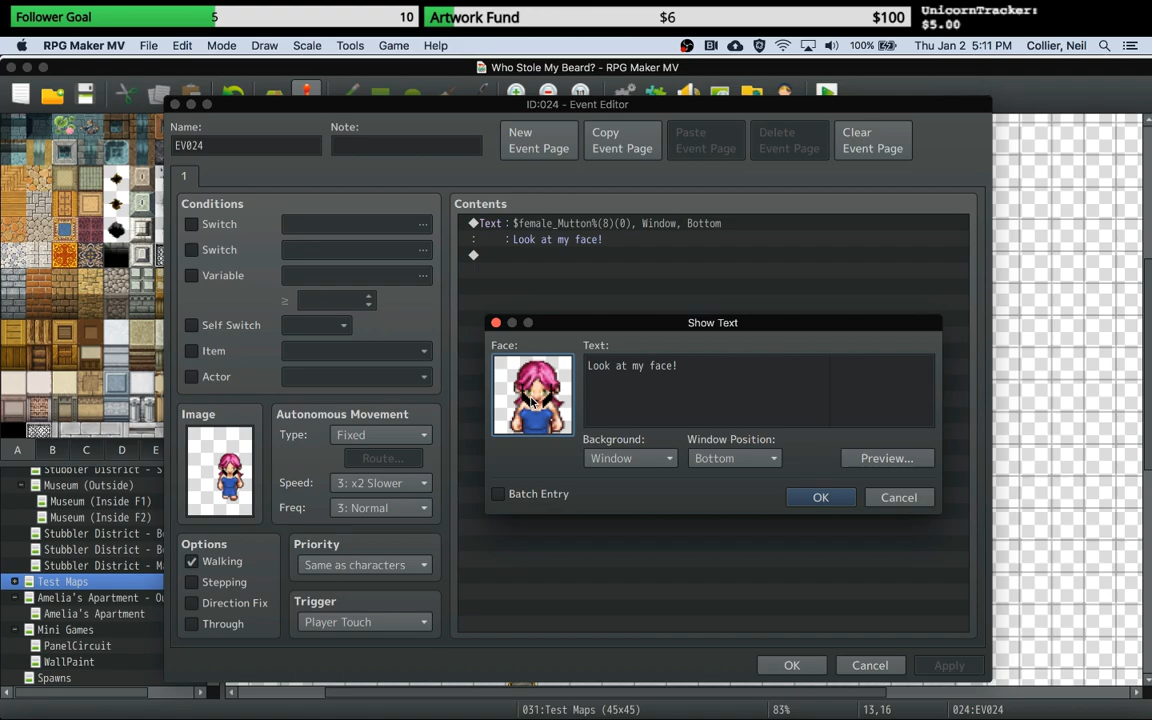 Follower Goal 5 10 Artwork Fund $6 $100 UnicornTracker:
$5.00
RPG Maker MV File Edit Mode Draw Scale Tools Game Help 100% Thu Jan 2 5:11 PM Collier, Neil
Who Stole My Beard? - RPG Maker MV
ID:024 - Event Editor
Name: Note:
EV024
New Event Page
Copy Event Page
Paste Event Page
Delete Event Page
Clear Event Page
1
Conditions
Switch ...
Switch ...
Variable ...
≥
Self Switch
Item
Actor
Image
Autonomous Movement
Type: Fixed
Route...
Speed: 3: x2 Slower
Freq: 3: Normal
Options
Walking
Stepping
Direction Fix
Through
Priority
Same as characters
Trigger
Player Touch
Contents
◆Text：$female_Mutton%(8)(0), Window, Bottom
：　　：Look at my face!
◆
Show Text
Face: Text:
Look at my face!
Background: Window Position:
Window Bottom Preview...
Batch Entry OK Cancel
OK Cancel Apply
A B C D E
Stubbler District - S
Museum (Outside)
Museum (Inside F1)
Museum (Inside F2)
Stubbler District - B
Stubbler District - B
Stubbler District - M
Test Maps
Amelia's Apartment - Ou
Amelia's Apartment
Mini Games
PanelCircuit
WallPaint
Spawns
031:Test Maps (45x45) 83% 13,16 024:EV024